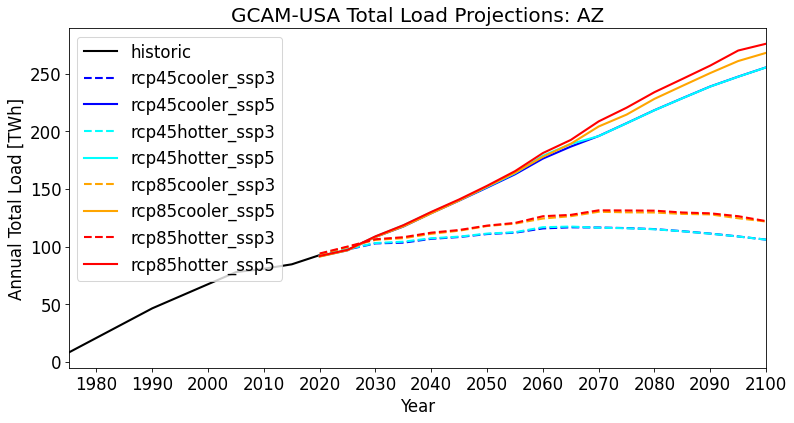 GCAM-USA Total Load Projections: AZ
historic
rcp45cooler_ssp3
rcp45cooler_ssp5
rcp45hotter_ssp3
rcp45hotter_ssp5
rcp85cooler_ssp3
rcp85cooler_ssp5
rcp85hotter_ssp3
rcp85hotter_ssp5
Annual Total Load [TWh]
250
200
150
100
50
0
1980 1990 2000 2010 2020 2030 2040 2050 2060 2070 2080 2090 2100
Year